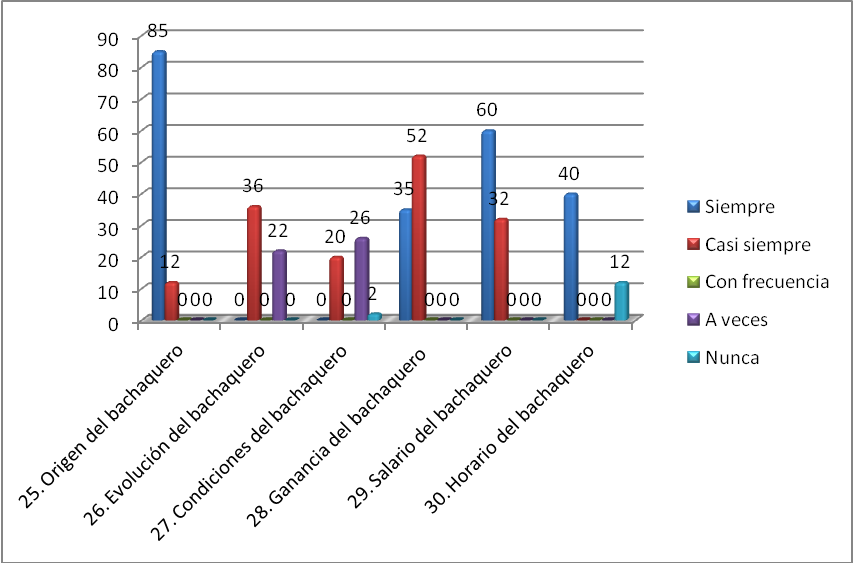 90
80
70
60
50
40
30
20
10
0
85
12
0 0 0
0
36
0
22
0
0
20
0
26
2
35
52
0 0 0
60
32
0 0 0
40
0 0 0
12
25. Origen del bachaquero
26. Evolución del bachaquero
27. Condiciones del bachaquero
28. Ganancia del bachaquero
29. Salario del bachaquero
30. Horario del bachaquero
Siempre
Casi siempre
Con frecuencia
A veces
Nunca